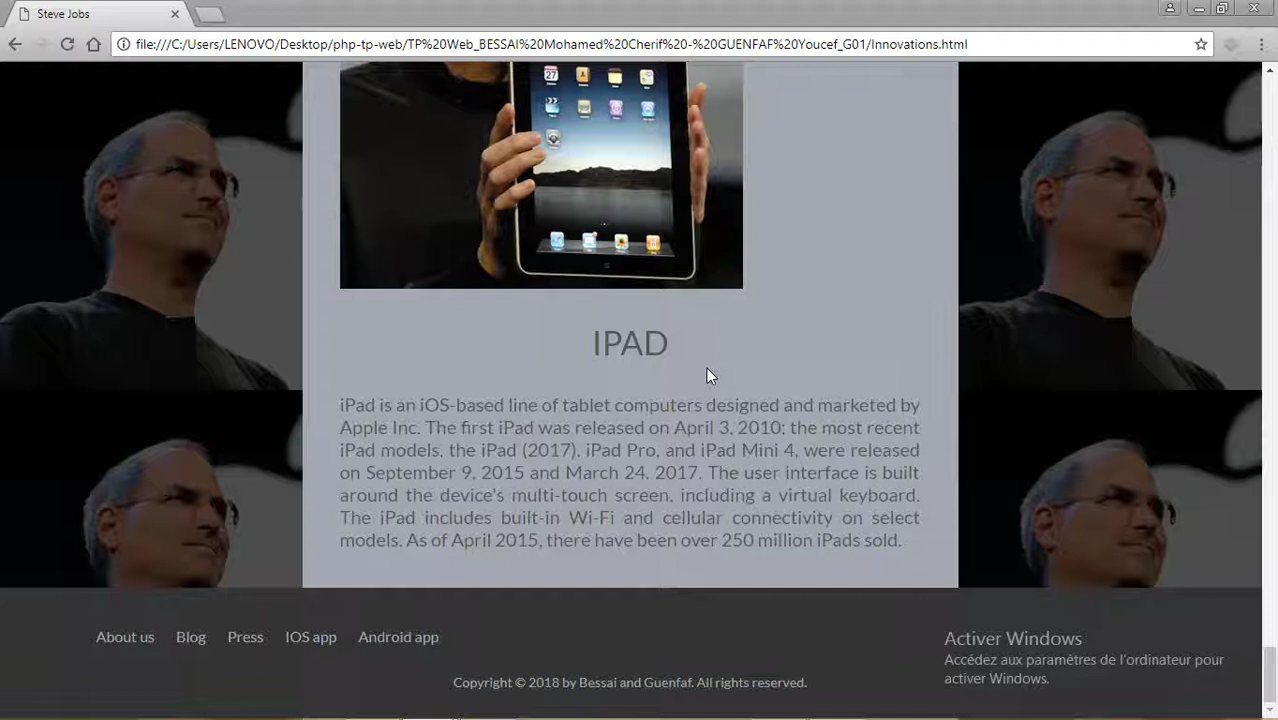 Steve Jobs
file:///C:/Users/LENOVO/Desktop/php-tp-web/TP%20Web_BESSAI%20Mohamed%20Cherif%20-%20GUENFAF%20Youcef_G01/Innovations.html
27
IPAD
iPad is an iOS-based line of tablet computers designed and marketed by
Apple Inc. The first iPad was released on April 3, 2010; the most recent
iPad models, the iPad (2017), iPad Pro, and iPad Mini 4, were released
on September 9, 2015 and March 24, 2017. The user interface is built
around the device's multi-touch screen, including a virtual keyboard.
The iPad includes built-in Wi-Fi and cellular connectivity on select
models. As of April 2015, there have been over 250 million iPads sold.
About us Blog Press IOS app Android app
Activer Windows
Accédez aux paramètres de l'ordinateur pour
activer Windows.
Copyright © 2018 by Bessai and Guenfaf. All rights reserved.